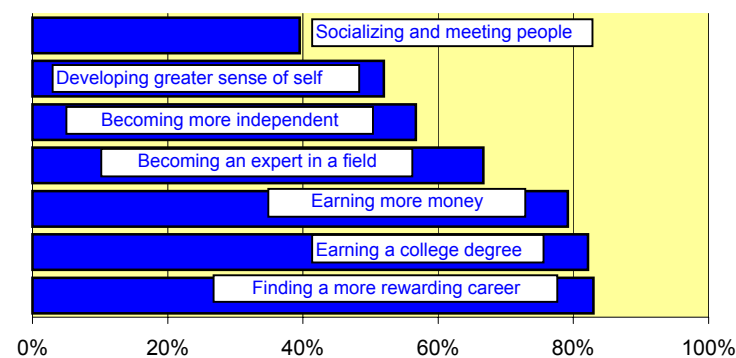 Socializing and meeting people
Developing greater sense of self
Becoming more independent
Becoming an expert in a field
Earning more money
Earning a college degree
Finding a more rewarding career
0% 20% 40% 60% 80% 100%